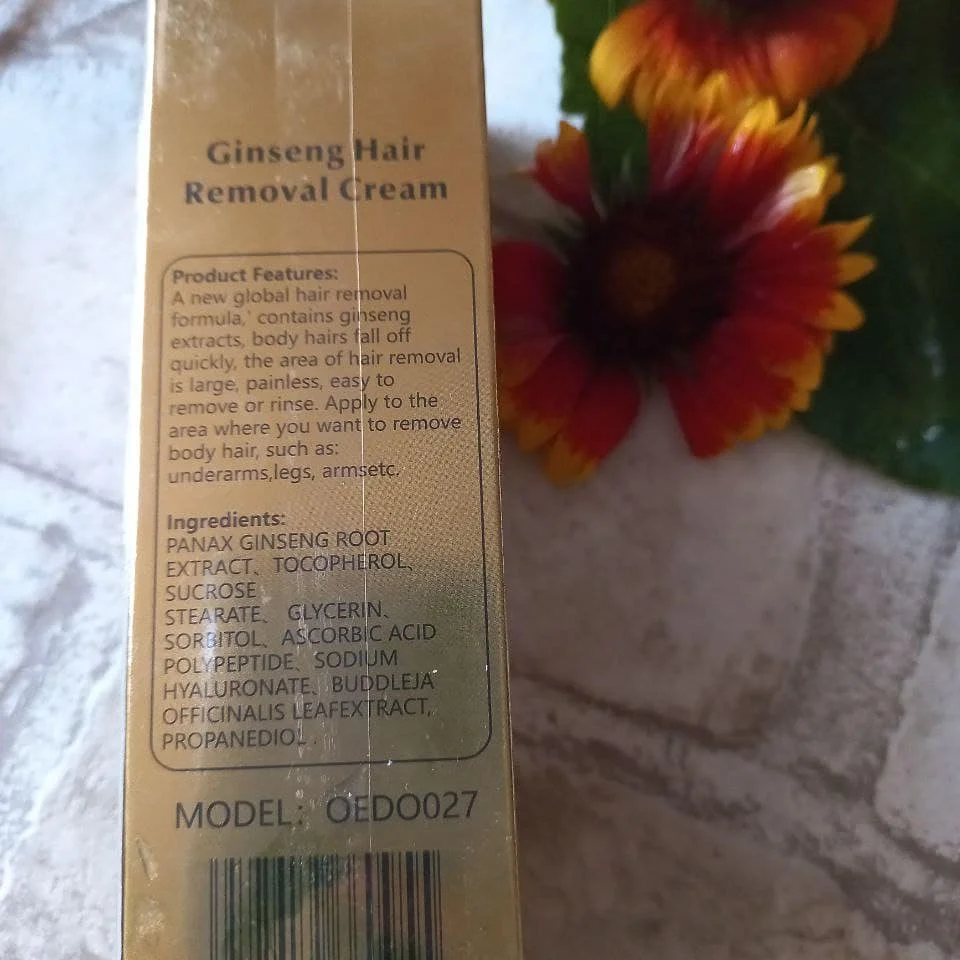 Ginseng Hair
Removal Cream
Product Features:
A new global hair removal
formula,' contains ginseng
extracts, body hairs fall off
quickly, the area of hair removal
is large, painless, easy to
remove or rinse. Apply to the
area where you want to remove
body hair, such as:
underarms,legs, armsetc.
Ingredients:
PANAX GINSENG ROOT
EXTRACT、TOCOPHEROL、
SUCROSE
STEARATE、 GLYCERIN、
SORBITOL、ASCORBIC ACID
POLYPEPTIDE、SODIUM
HYALURONATE、BUDDLEJA
OFFICINALIS LEAFEXTRACT,
PROPANEDIOL .
MODEL： OEDO027